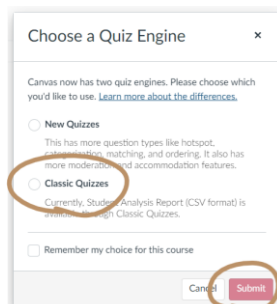 Choose a Quiz Engine ×
Canvas now has two quiz engines. Please choose which
you'd like to use. Learn more about the differences.
New Quizzes
This has more question types like hotspot,
categorization, matching, and ordering. It also has
more moderation and accommodation features.
Classic Quizzes
Currently, Student Analysis Report (CSV format) is
available through Classic Quizzes.
Remember my choice for this course
Cancel Submit